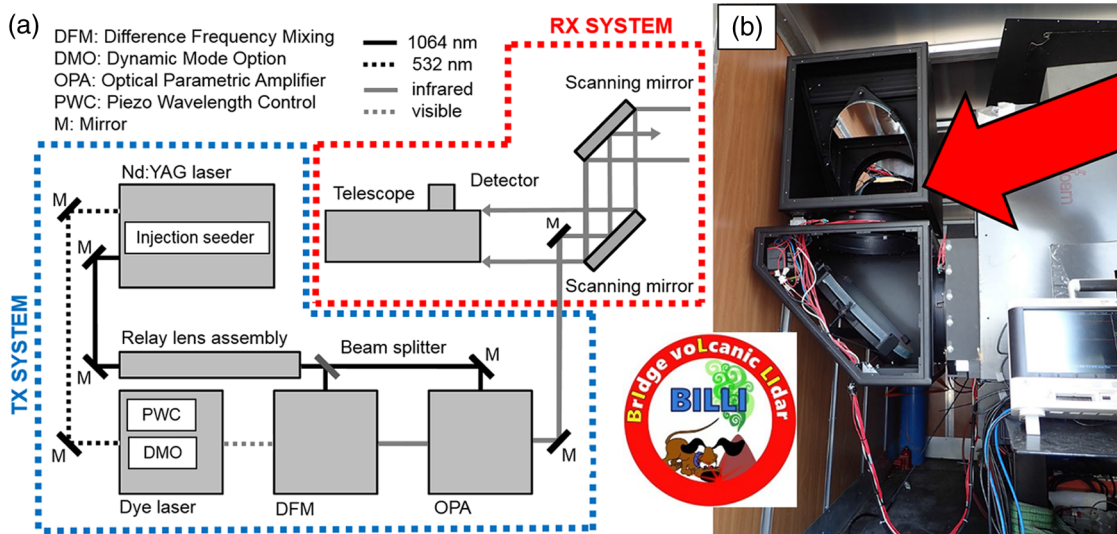 (a)
DFM: Difference Frequency Mixing
DMO: Dynamic Mode Option
OPA: Optical Parametric Amplifier
PWC: Piezo Wavelength Control
M: Mirror
1064 nm
532 nm
infrared
visible
RX SYSTEM
Scanning mirror
Telescope
Detector
M
Scanning mirror
TX SYSTEM
Nd:YAG laser
M
Injection seeder
M
Relay lens assembly
Beam splitter
M
M
PWC
DMO
M
M
Dye laser
DFM
OPA
BrIdge voLcanic LIdar
BILLI
(b)